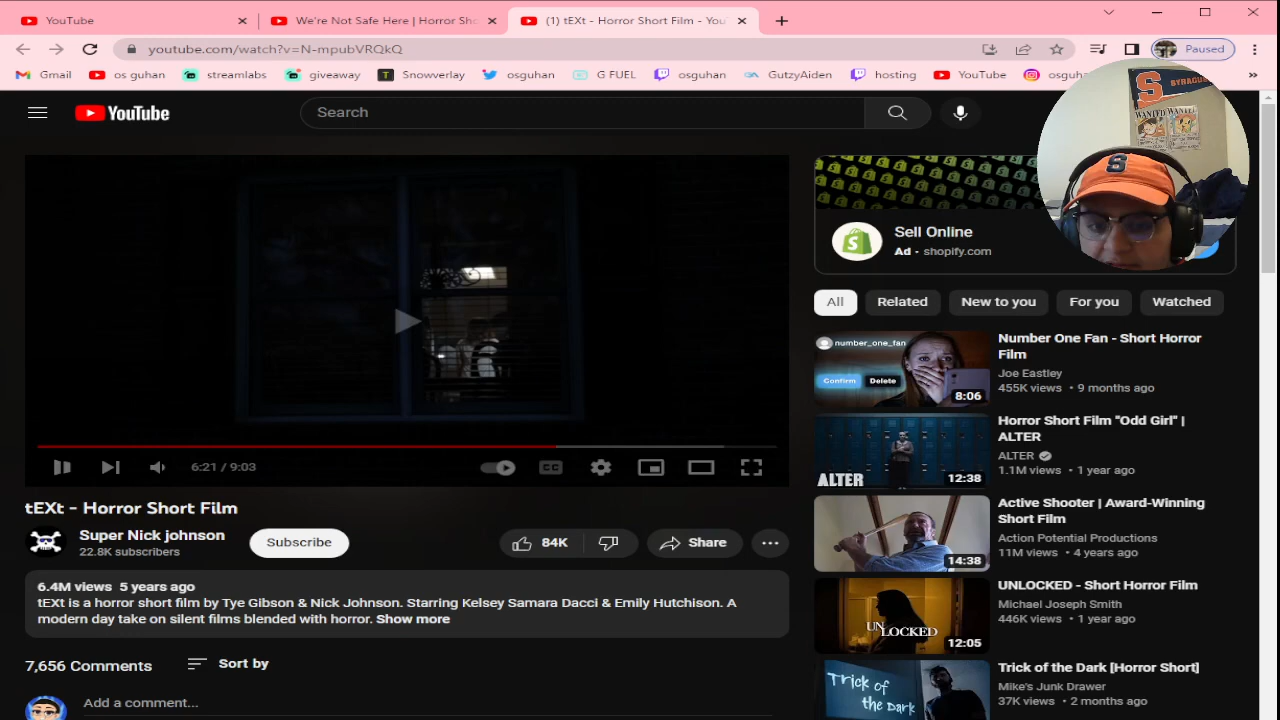 YouTube
We're Not Safe Here | Horror Sho
(1) tEXt - Horror Short Film - You
youtube.com/watch?v=N-mpubVRQkQ
Paused
Gmail
os guhan
streamlabs
giveaway
Snowverlay
osguhan
G FUEL
osguhan
GutzyAiden
hosting
YouTube
osguha
»
YouTube
Search
S SYRACUS
WANTED WANTED
S
Sell Online
Ad · shopify.com
All
Related
New to you
For you
Watched
number_one_fan
Confirm
Delete
8:06
Number One Fan - Short Horror
Film
Joe Eastley
455K views • 9 months ago
ALTER
12:38
Horror Short Film "Odd Girl" |
ALTER
ALTER
1.1M views • 1 year ago
14:38
Active Shooter | Award-Winning
Short Film
Action Potential Productions
11M views • 4 years ago
UNLOCKED
12:05
UNLOCKED - Short Horror Film
Michael Joseph Smith
446K views • 1 year ago
Trick of
the Dark
Trick of the Dark [Horror Short]
Mike's Junk Drawer
37K views • 2 months ago
6:21 / 9:03
CC
tEXt - Horror Short Film
Super Nick johnson
22.8K subscribers
Subscribe
84K
Share
6.4M views 5 years ago
tEXt is a horror short film by Tye Gibson & Nick Johnson. Starring Kelsey Samara Dacci & Emily Hutchison. A
modern day take on silent films blended with horror. Show more
7,656 Comments
Sort by
Add a comment...